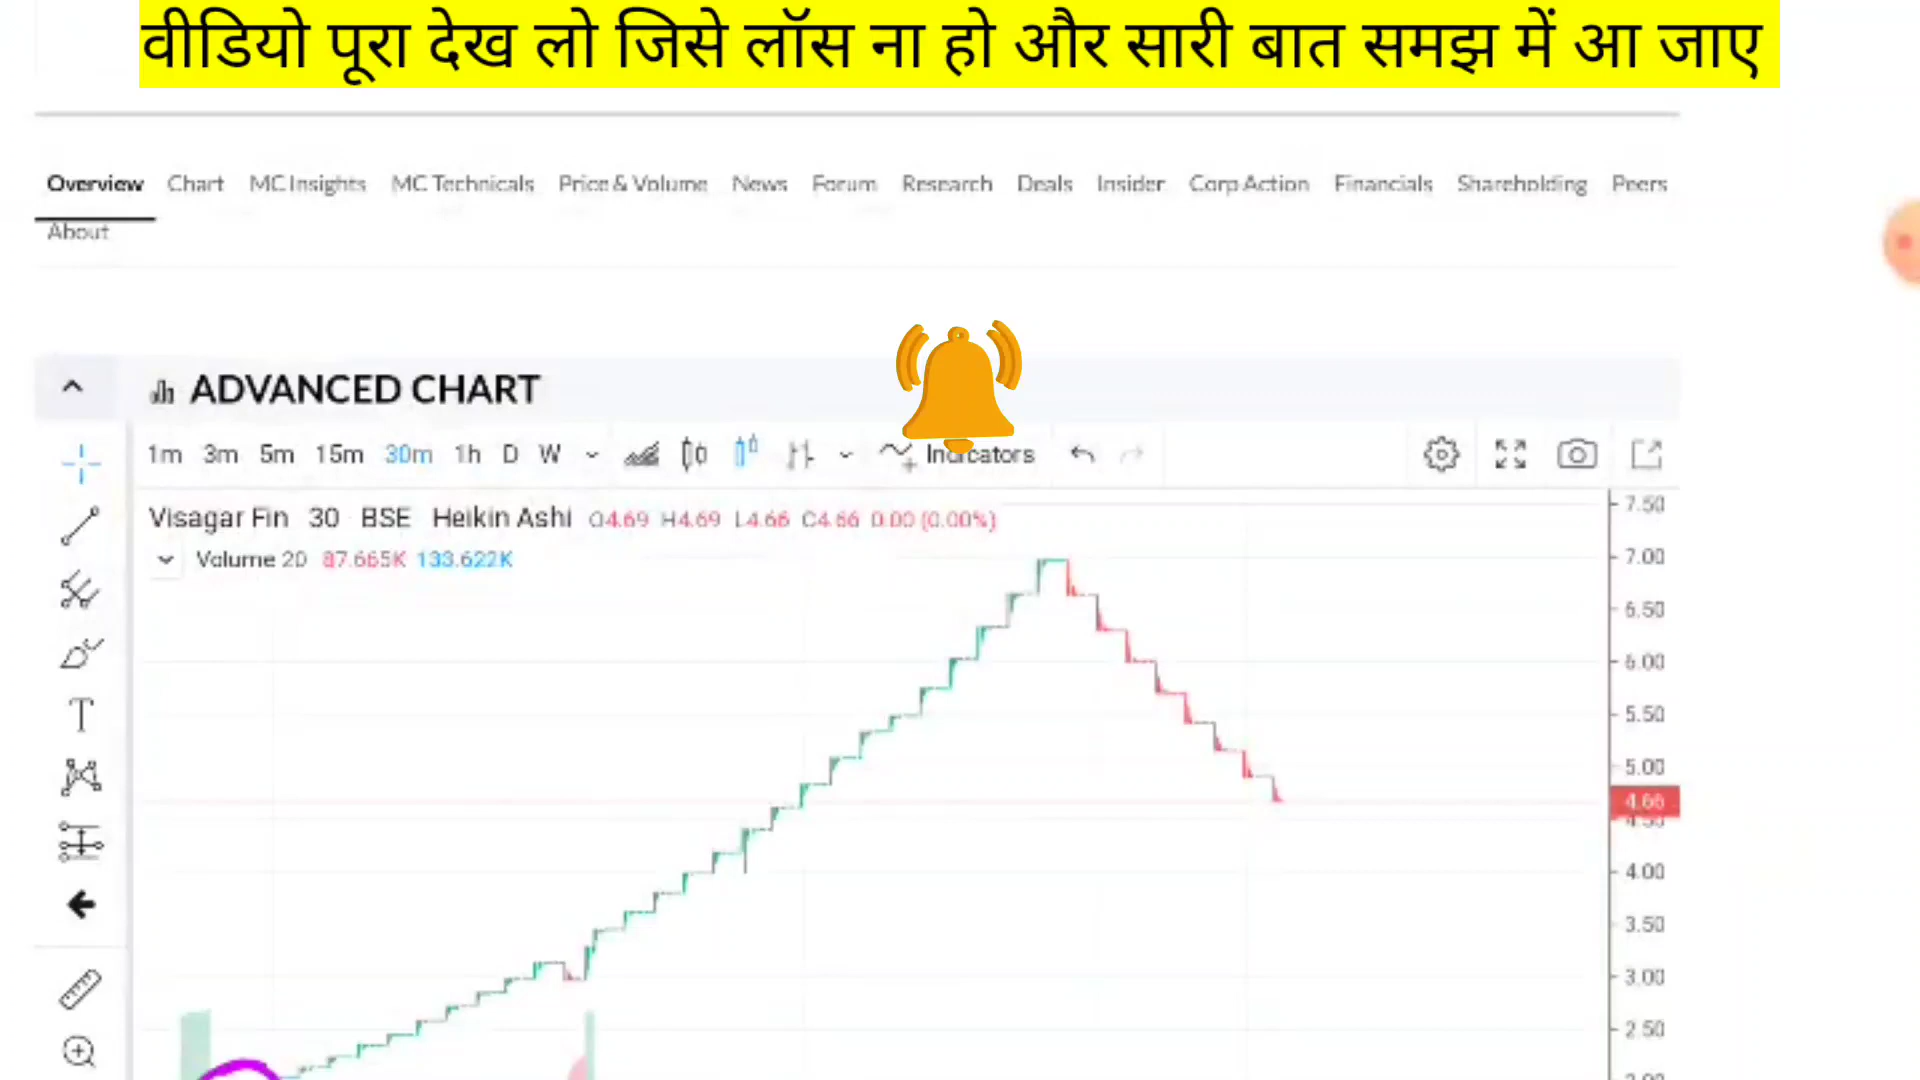 वीडियो पूरा देख लो जिसे लॉस ना हो और सारी बात समझ में आ जाए
Overview Chart MC Insights MC Technicals Price & Volume News Forum Research Deals Insider Corp Action Financials Shareholding Peers
About
ADVANCED CHART
1m 3m 5m 15m 30m 1h D W Indicators
Visagar Fin 30 BSE Heikin Ashi O4.69 H4.69 L4.66 C4.66 0.00 (0.00%)
Volume 20 87.665K 133.622K
7.50
7.00
6.50
6.00
5.50
5.00
4.66
4.50
4.00
3.50
3.00
2.50